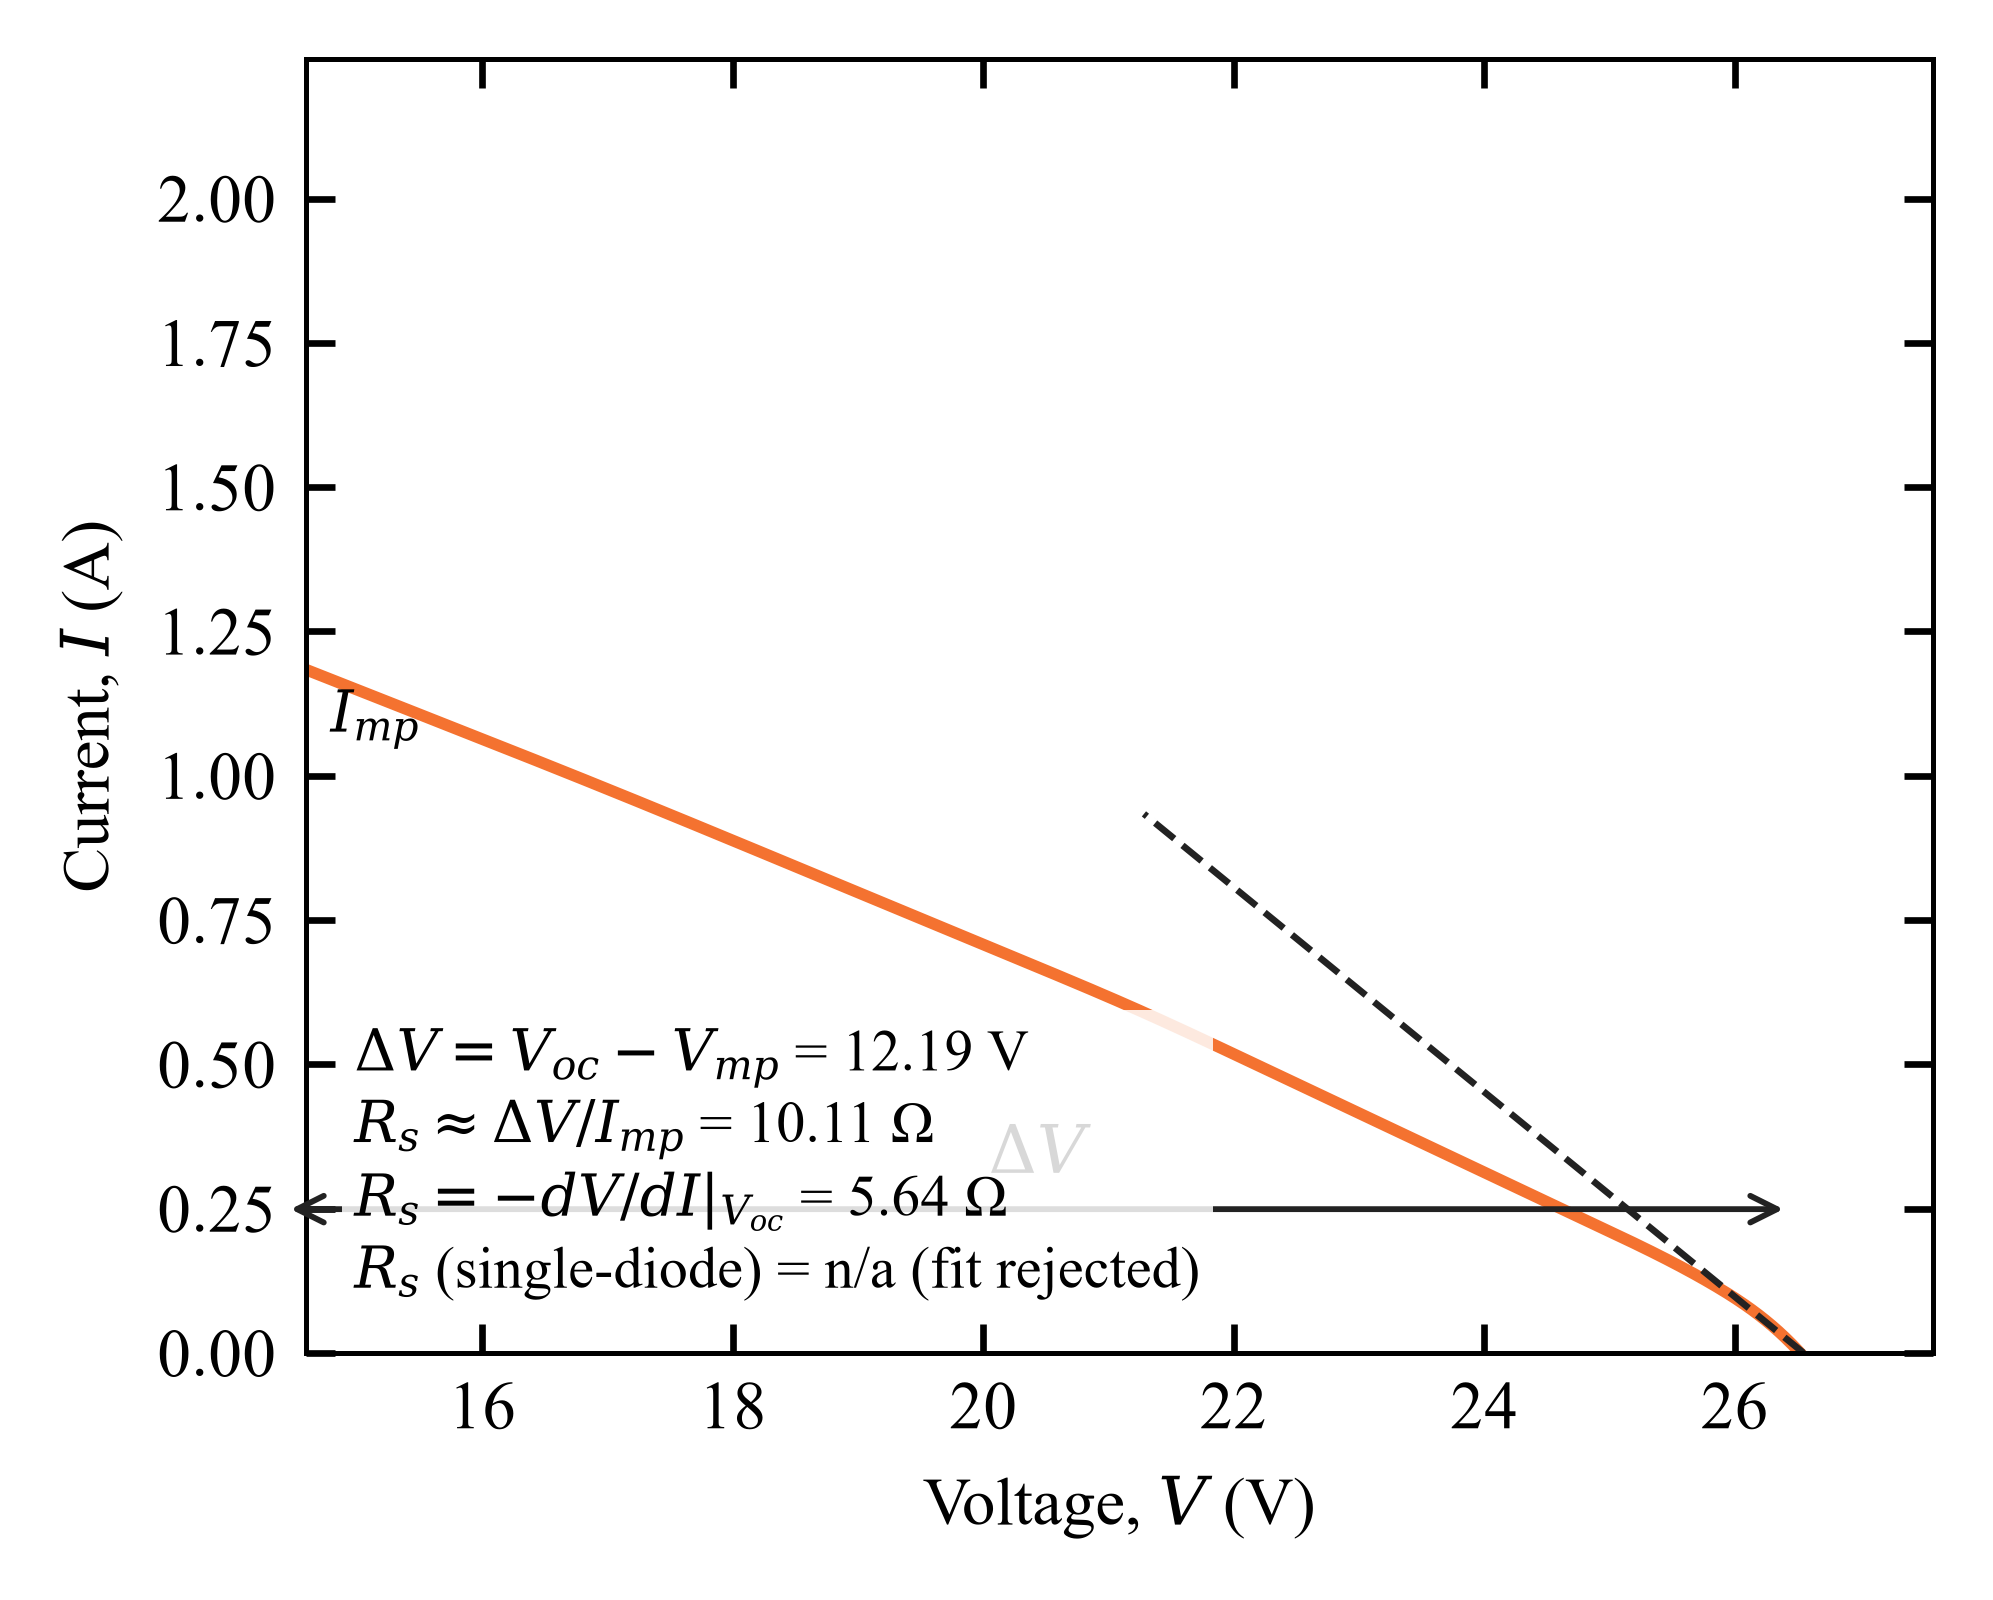 2.00
1.75
1.50
1.25
1.00
0.75
0.50
0.25
0.00
Current, I (A)
I_mp
ΔV = V_oc − V_mp = 12.19 V
R_s ≈ ΔV/I_mp = 10.11 Ω
ΔV
R_s = −dV/dI|_V_oc = 5.64 Ω
R_s (single-diode) = n/a (fit rejected)
16 18 20 22 24 26
Voltage, V (V)